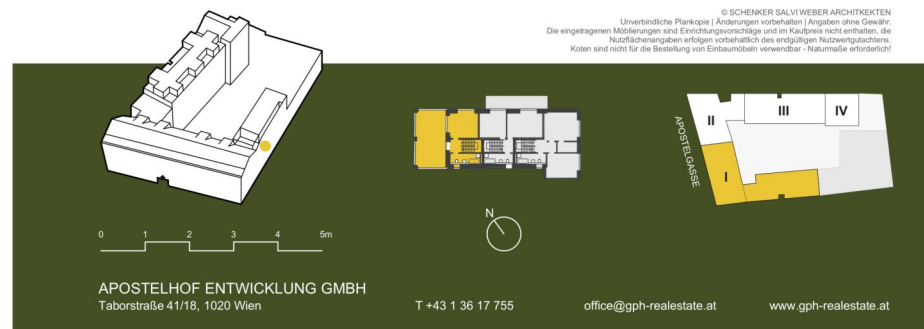 © SCHENKER SALVI WEBER ARCHITKEKTEN
Unverbindliche Plankopie | Änderungen vorbehalten | Angaben ohne Gewähr.
Die eingetragenen Möblierungen sind Einrichtungsvorschläge und im Kaufpreis nicht enthalten, die
Nutzflächenangaben erfolgen vorbehaltlich des endgültigen Nutzwertgutachtens.
Koten sind nicht für die Bestellung von Einbaumöbeln verwendbar - Naturmaße erforderlich!
II
III
IV
APOSTELGASSE
I
N
0 1 2 3 4 5m
APOSTELHOF ENTWICKLUNG GMBH
Taborstraße 41/18, 1020 Wien
T +43 1 36 17 755
office@gph-realestate.at
www.gph-realestate.at